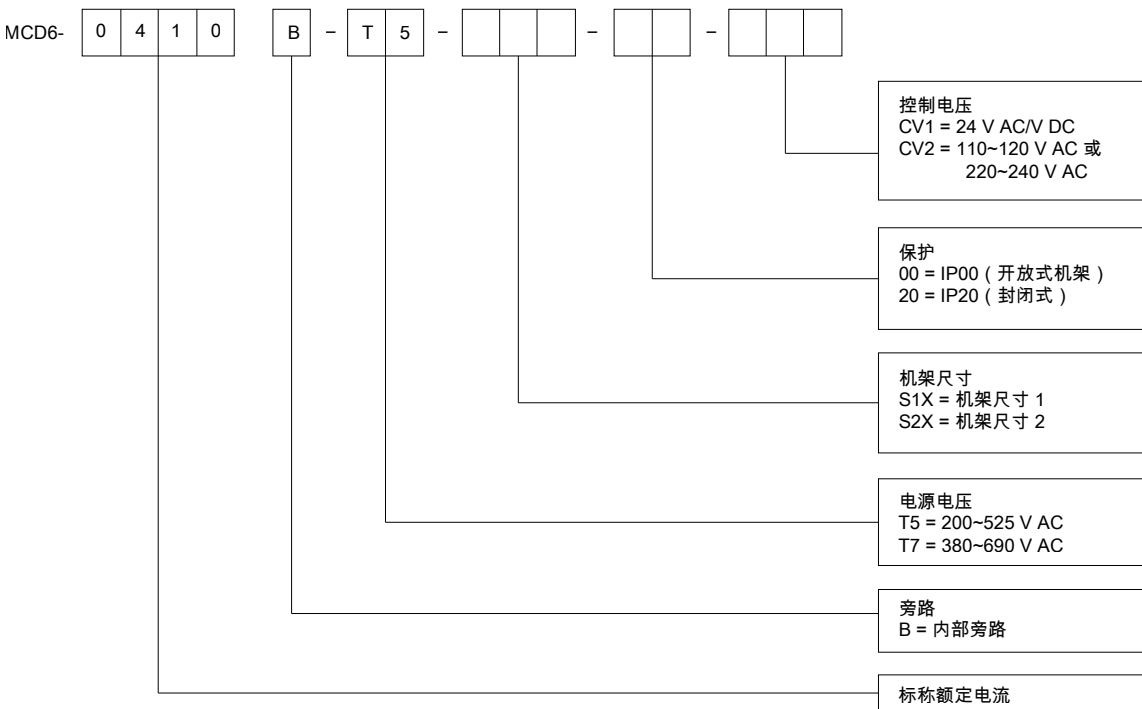 MCD6- 0 4 1 0 B – T 5 – – –
控制电压
CV1 = 24 V AC/V DC
CV2 = 110~120 V AC 或
220~240 V AC
保护
00 = IP00（开放式机架）
20 = IP20（封闭式）
机架尺寸
S1X = 机架尺寸 1
S2X = 机架尺寸 2
电源电压
T5 = 200~525 V AC
T7 = 380~690 V AC
旁路
B = 内部旁路
标称额定电流